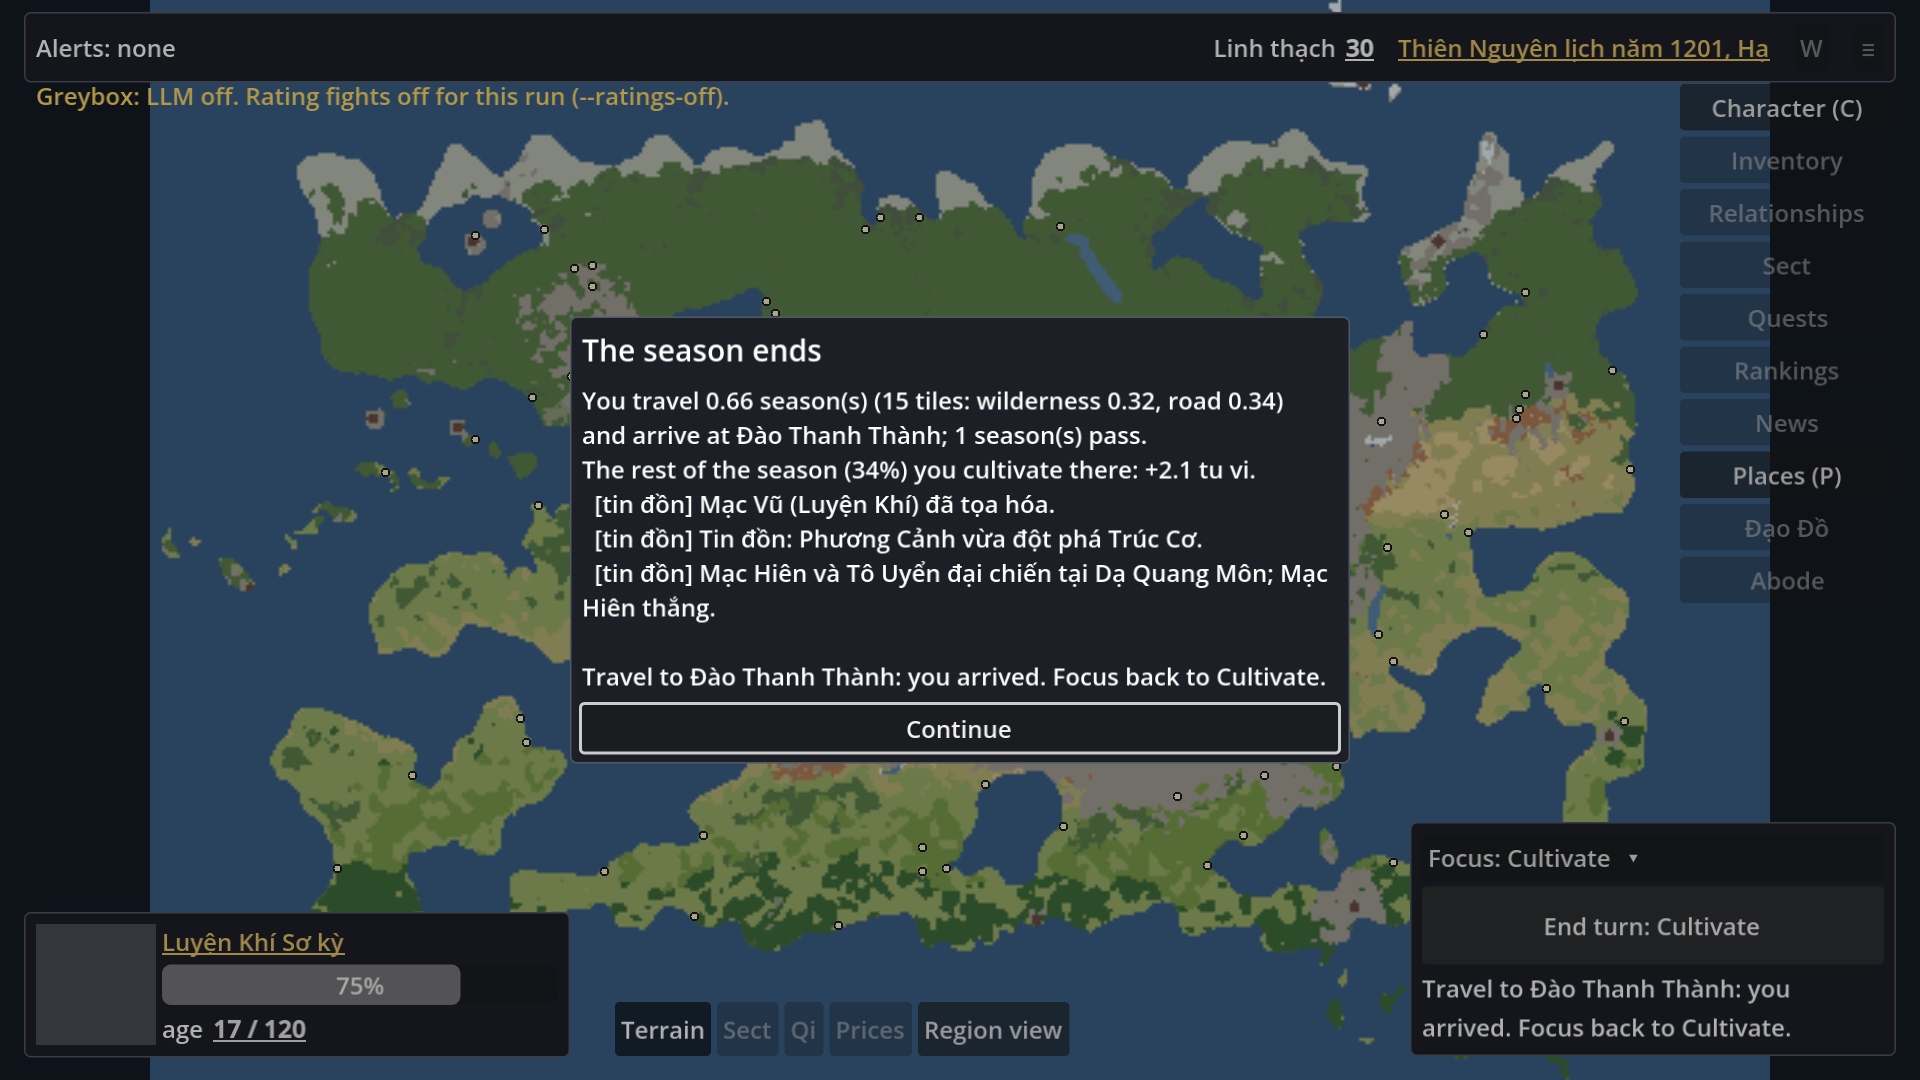 Alerts: none
Linh thạch 30 Thiên Nguyên lịch năm 1201, Hạ W ≡
Greybox: LLM off. Rating fights off for this run (--ratings-off).
Character (C)
Inventory
Relationships
Sect
Quests
Rankings
News
Places (P)
Đạo Đồ
Abode
The season ends
You travel 0.66 season(s) (15 tiles: wilderness 0.32, road 0.34)
and arrive at Đào Thanh Thành; 1 season(s) pass.
The rest of the season (34%) you cultivate there: +2.1 tu vi.
[tin đồn] Mạc Vũ (Luyện Khí) đã tọa hóa.
[tin đồn] Tin đồn: Phương Cảnh vừa đột phá Trúc Cơ.
[tin đồn] Mạc Hiên và Tô Uyển đại chiến tại Dạ Quang Môn; Mạc
Hiên thắng.
Travel to Đào Thanh Thành: you arrived. Focus back to Cultivate.
Continue
Focus: Cultivate ▾
End turn: Cultivate
Travel to Đào Thanh Thành: you
arrived. Focus back to Cultivate.
Luyện Khí Sơ kỳ
75%
age 17 / 120
Terrain Sect Qi Prices Region view